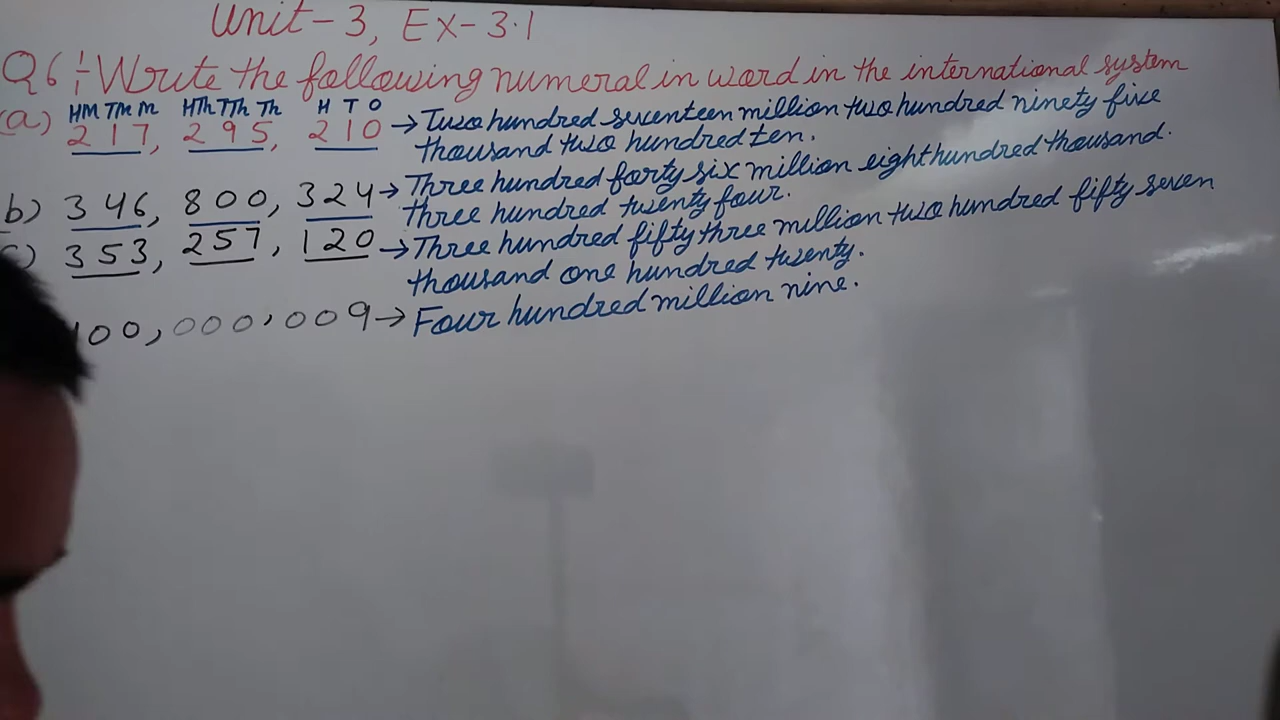 Unit-3, Ex-3.1
Q6:- Write the following numeral in word in the international system
HM TM M HTh TTh Th H T O
(a) 217, 295, 210 → Two hundred seventeen million two hundred ninety five
thousand two hundred ten.
b) 346, 800, 324 → Three hundred forty six million eight hundred thousand.
three hundred twenty four.
c) 353, 257, 120 → Three hundred fifty three million two hundred fifty seven
thousand one hundred twenty.
00, 000, 009 → Four hundred million nine.